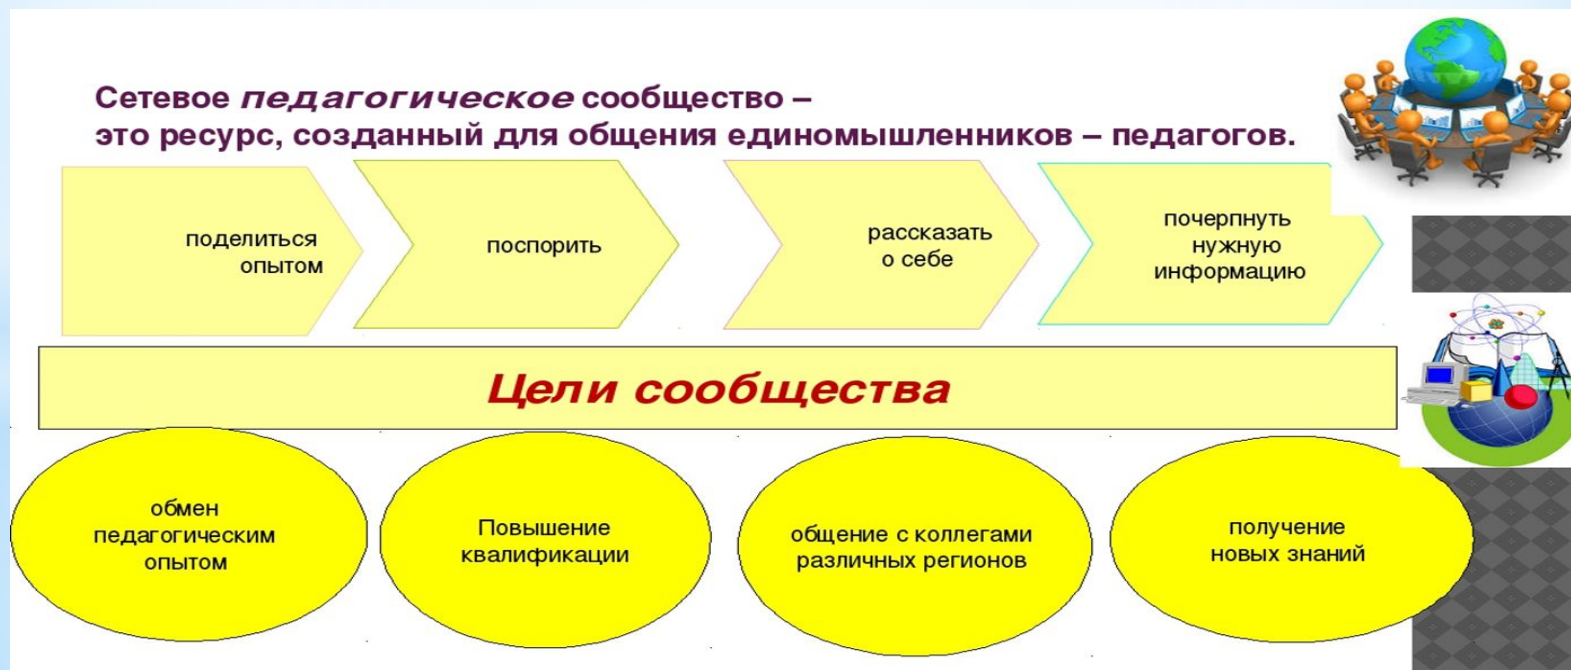 Сетевое педагогическое сообщество –
это ресурс, созданный для общения единомышленников – педагогов.
поделиться
опытом
поспорить
рассказать
о себе
почерпнуть
нужную
информацию
Цели сообщества
обмен
педагогическим
опытом
Повышение
квалификации
общение с коллегами
различных регионов
получение
новых знаний